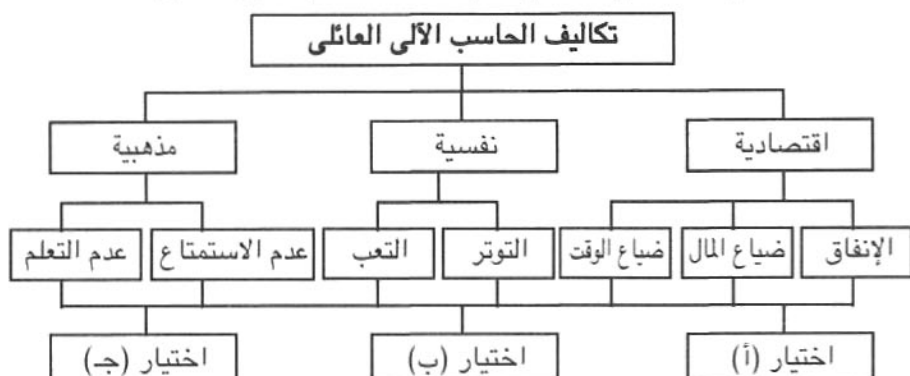 تكاليف الحاسب الآلى العائلى
اقتصادية
نفسية
مذهبية
الإنفاق
ضياع المال
ضياع الوقت
التوتر
التعب
عدم الاستمتاع
عدم التعلم
اختيار (أ)
اختيار (ب)
اختيار (جـ)